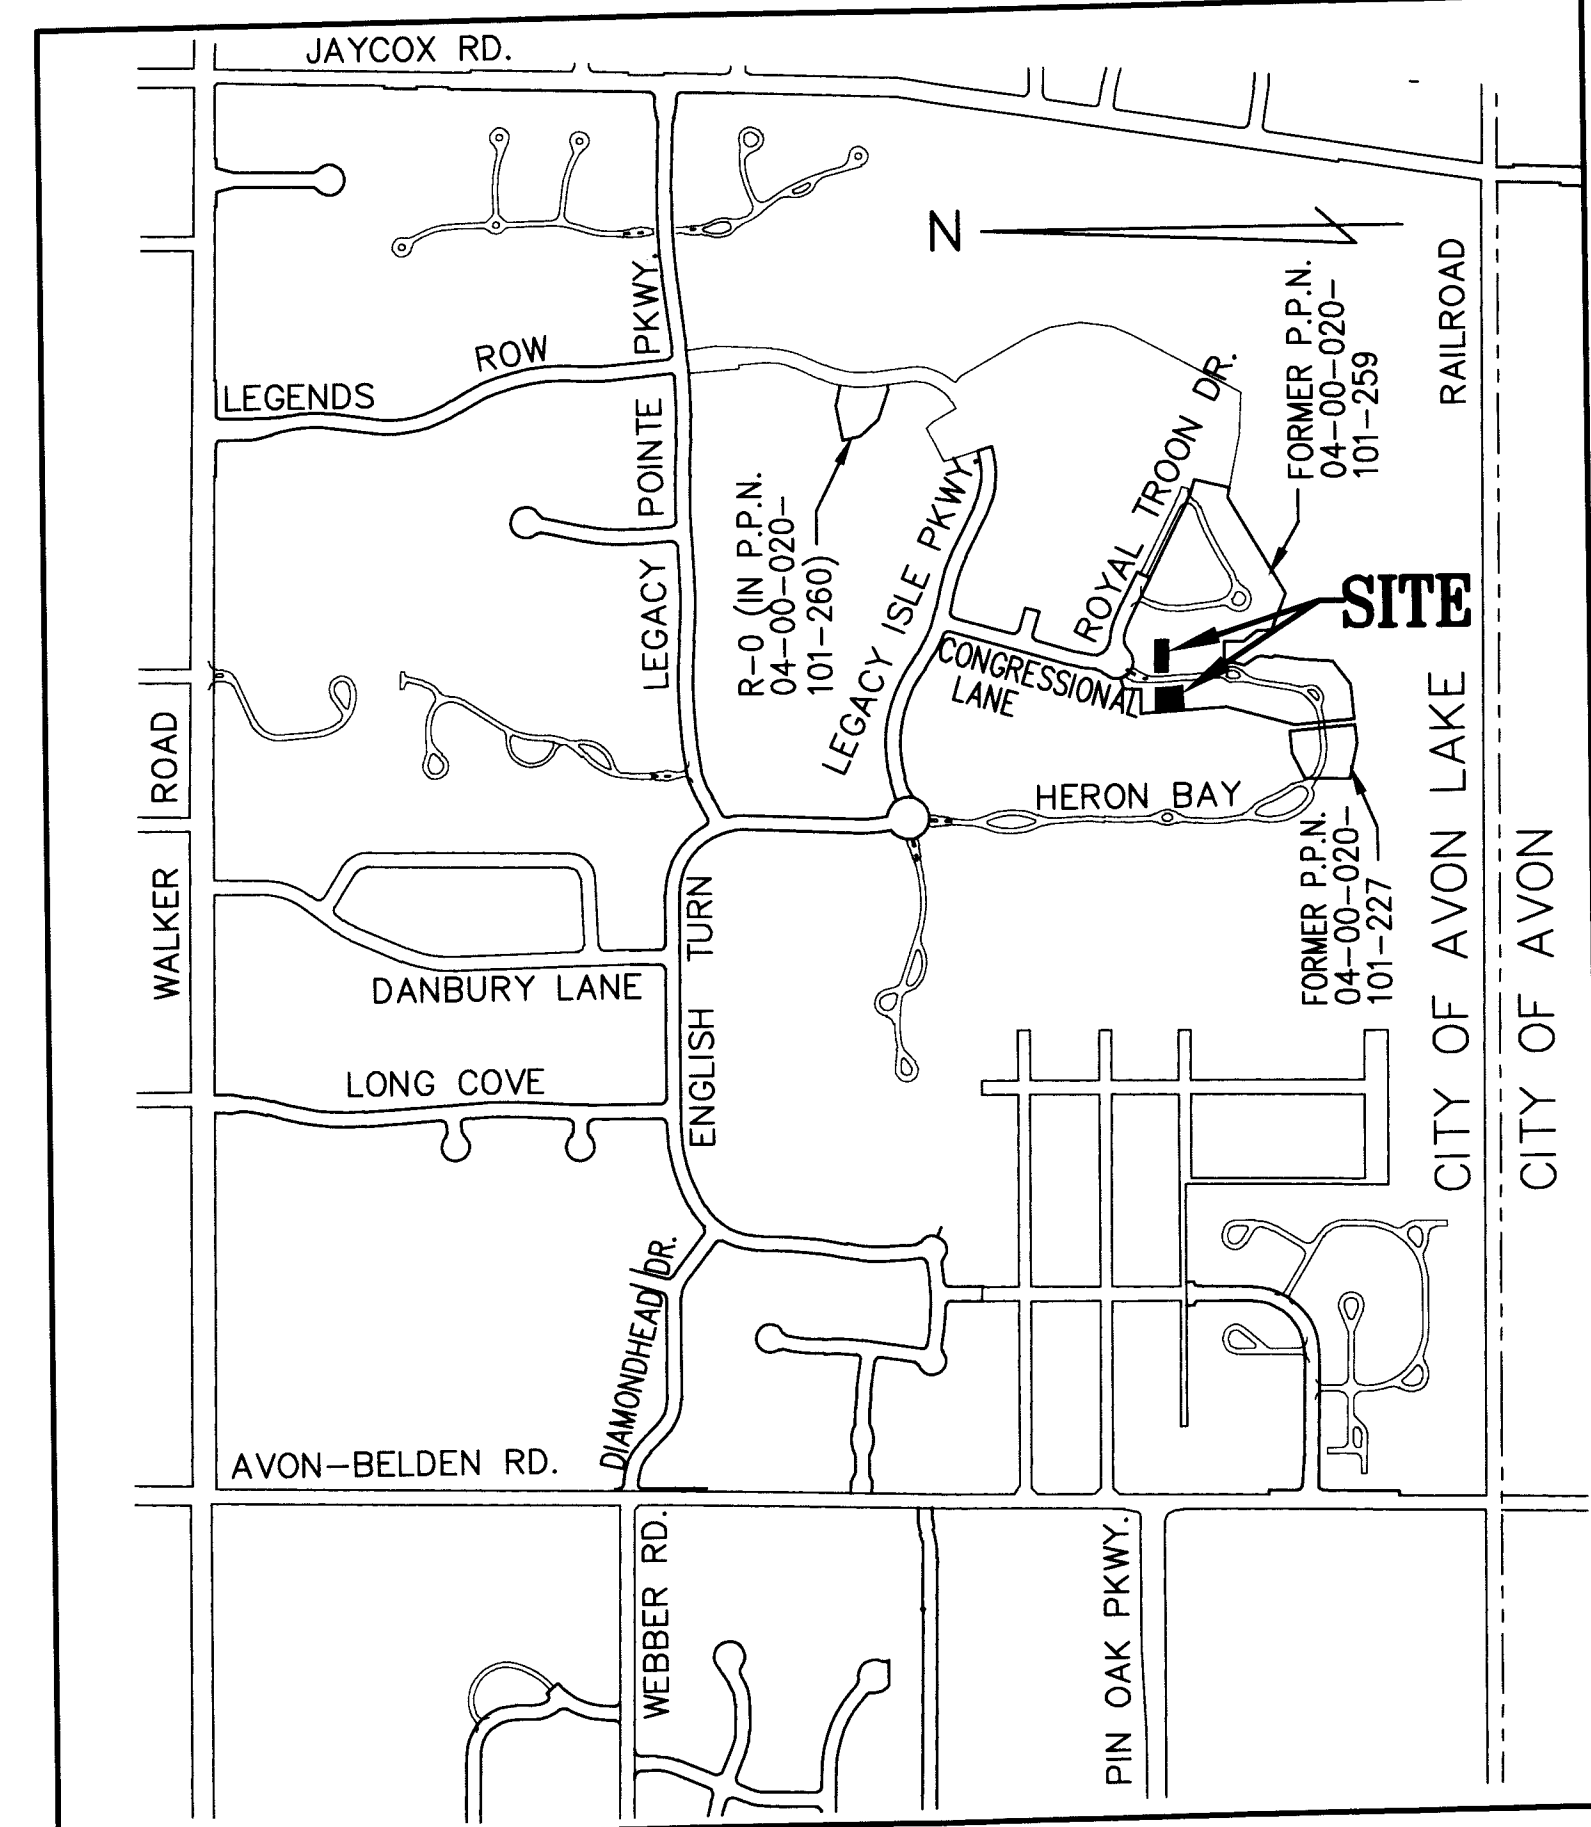 JAYCOX RD.
N
RAILROAD
LEGENDS ROW
LEGACY POINTE PKWY.
R-0 (IN P.P.N.
04-00-020-
101-260)
LEGACY ISLE PKWY.
ROYAL TROON DR.
FORMER P.P.N.
04-00-020-
101-259
SITE
CONGRESSIONAL
LANE
HERON BAY
FORMER P.P.N.
04-00-020-
101-227
WALKER ROAD
DANBURY LANE
ENGLISH TURN
LONG COVE
CITY OF AVON LAKE
CITY OF AVON
DIAMONDHEAD DR.
AVON-BELDEN RD.
WEBBER RD.
PIN OAK PKWY.